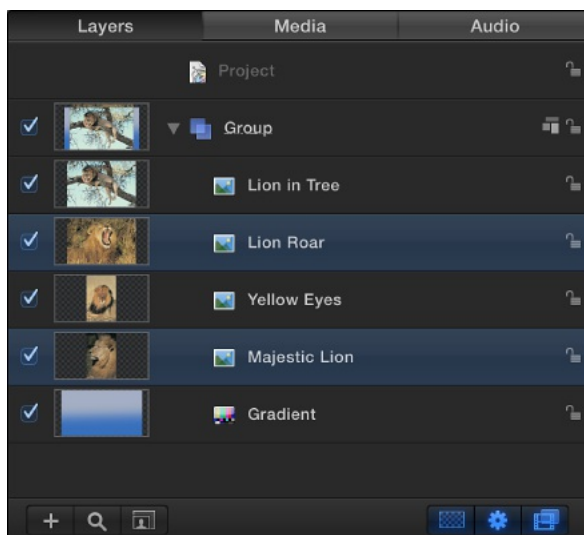 Layers Media Audio
Project
Group
Lion in Tree
Lion Roar
Yellow Eyes
Majestic Lion
Gradient